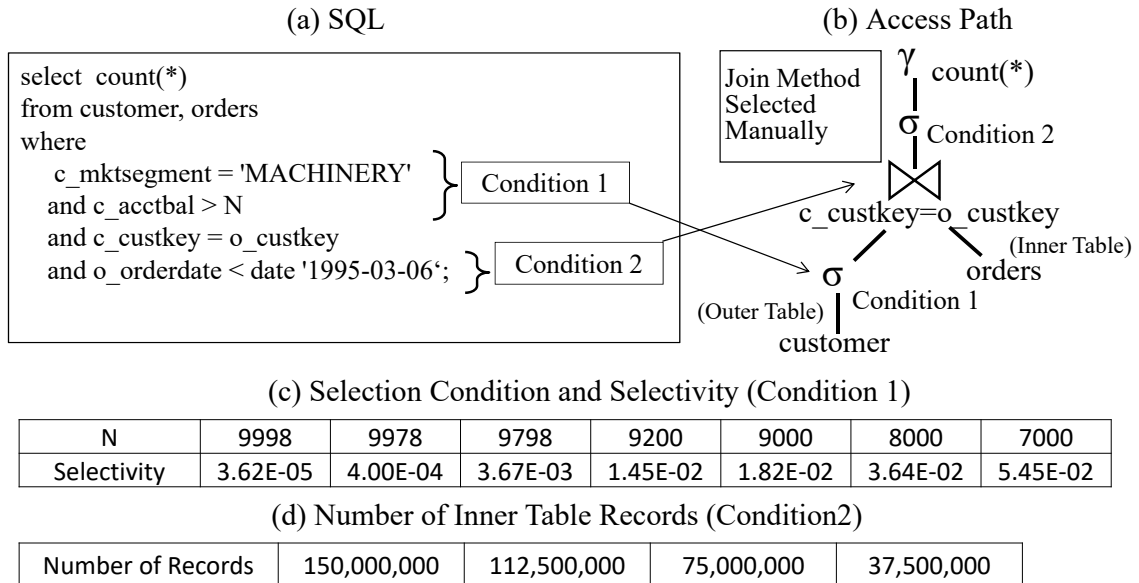 (a) SQL
select count(*)
from customer, orders
where
c_mktsegment = 'MACHINERY'
and c_acctbal > N
and c_custkey = o_custkey
and o_orderdate < date '1995-03-06‘;
Condition 1
Condition 2
(b) Access Path
Join Method
Selected
Manually
γ count(*)
σ Condition 2
c_custkey=o_custkey
(Inner Table)
orders
σ
Condition 1
(Outer Table)
customer
(c) Selection Condition and Selectivity (Condition 1)
N 9998 9978 9798 9200 9000 8000 7000
Selectivity 3.62E-05 4.00E-04 3.67E-03 1.45E-02 1.82E-02 3.64E-02 5.45E-02
(d) Number of Inner Table Records (Condition2)
Number of Records 150,000,000 112,500,000 75,000,000 37,500,000